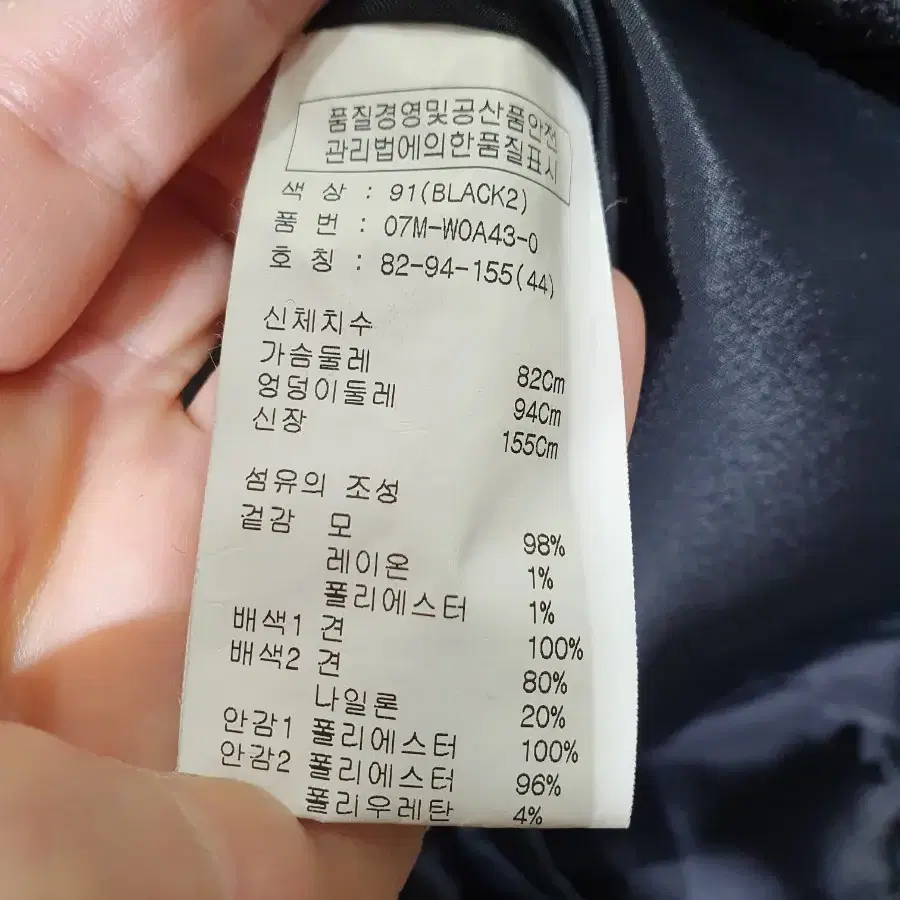 품질경영및공산품안전
관리법에의한품질표시
색 상 : 91(BLACK2)
품 번 : 07M-WOA43-0
호 칭 : 82-94-155(44)
신체치수
가슴둘레 82Cm
엉덩이둘레 94Cm
신장 155Cm
섬유의 조성
겉감 모 98%
레이온 1%
폴리에스터 1%
배색1 견 100%
배색2 견 80%
나일론 20%
안감1 폴리에스터 100%
안감2 폴리에스터 96%
폴리우레탄 4%